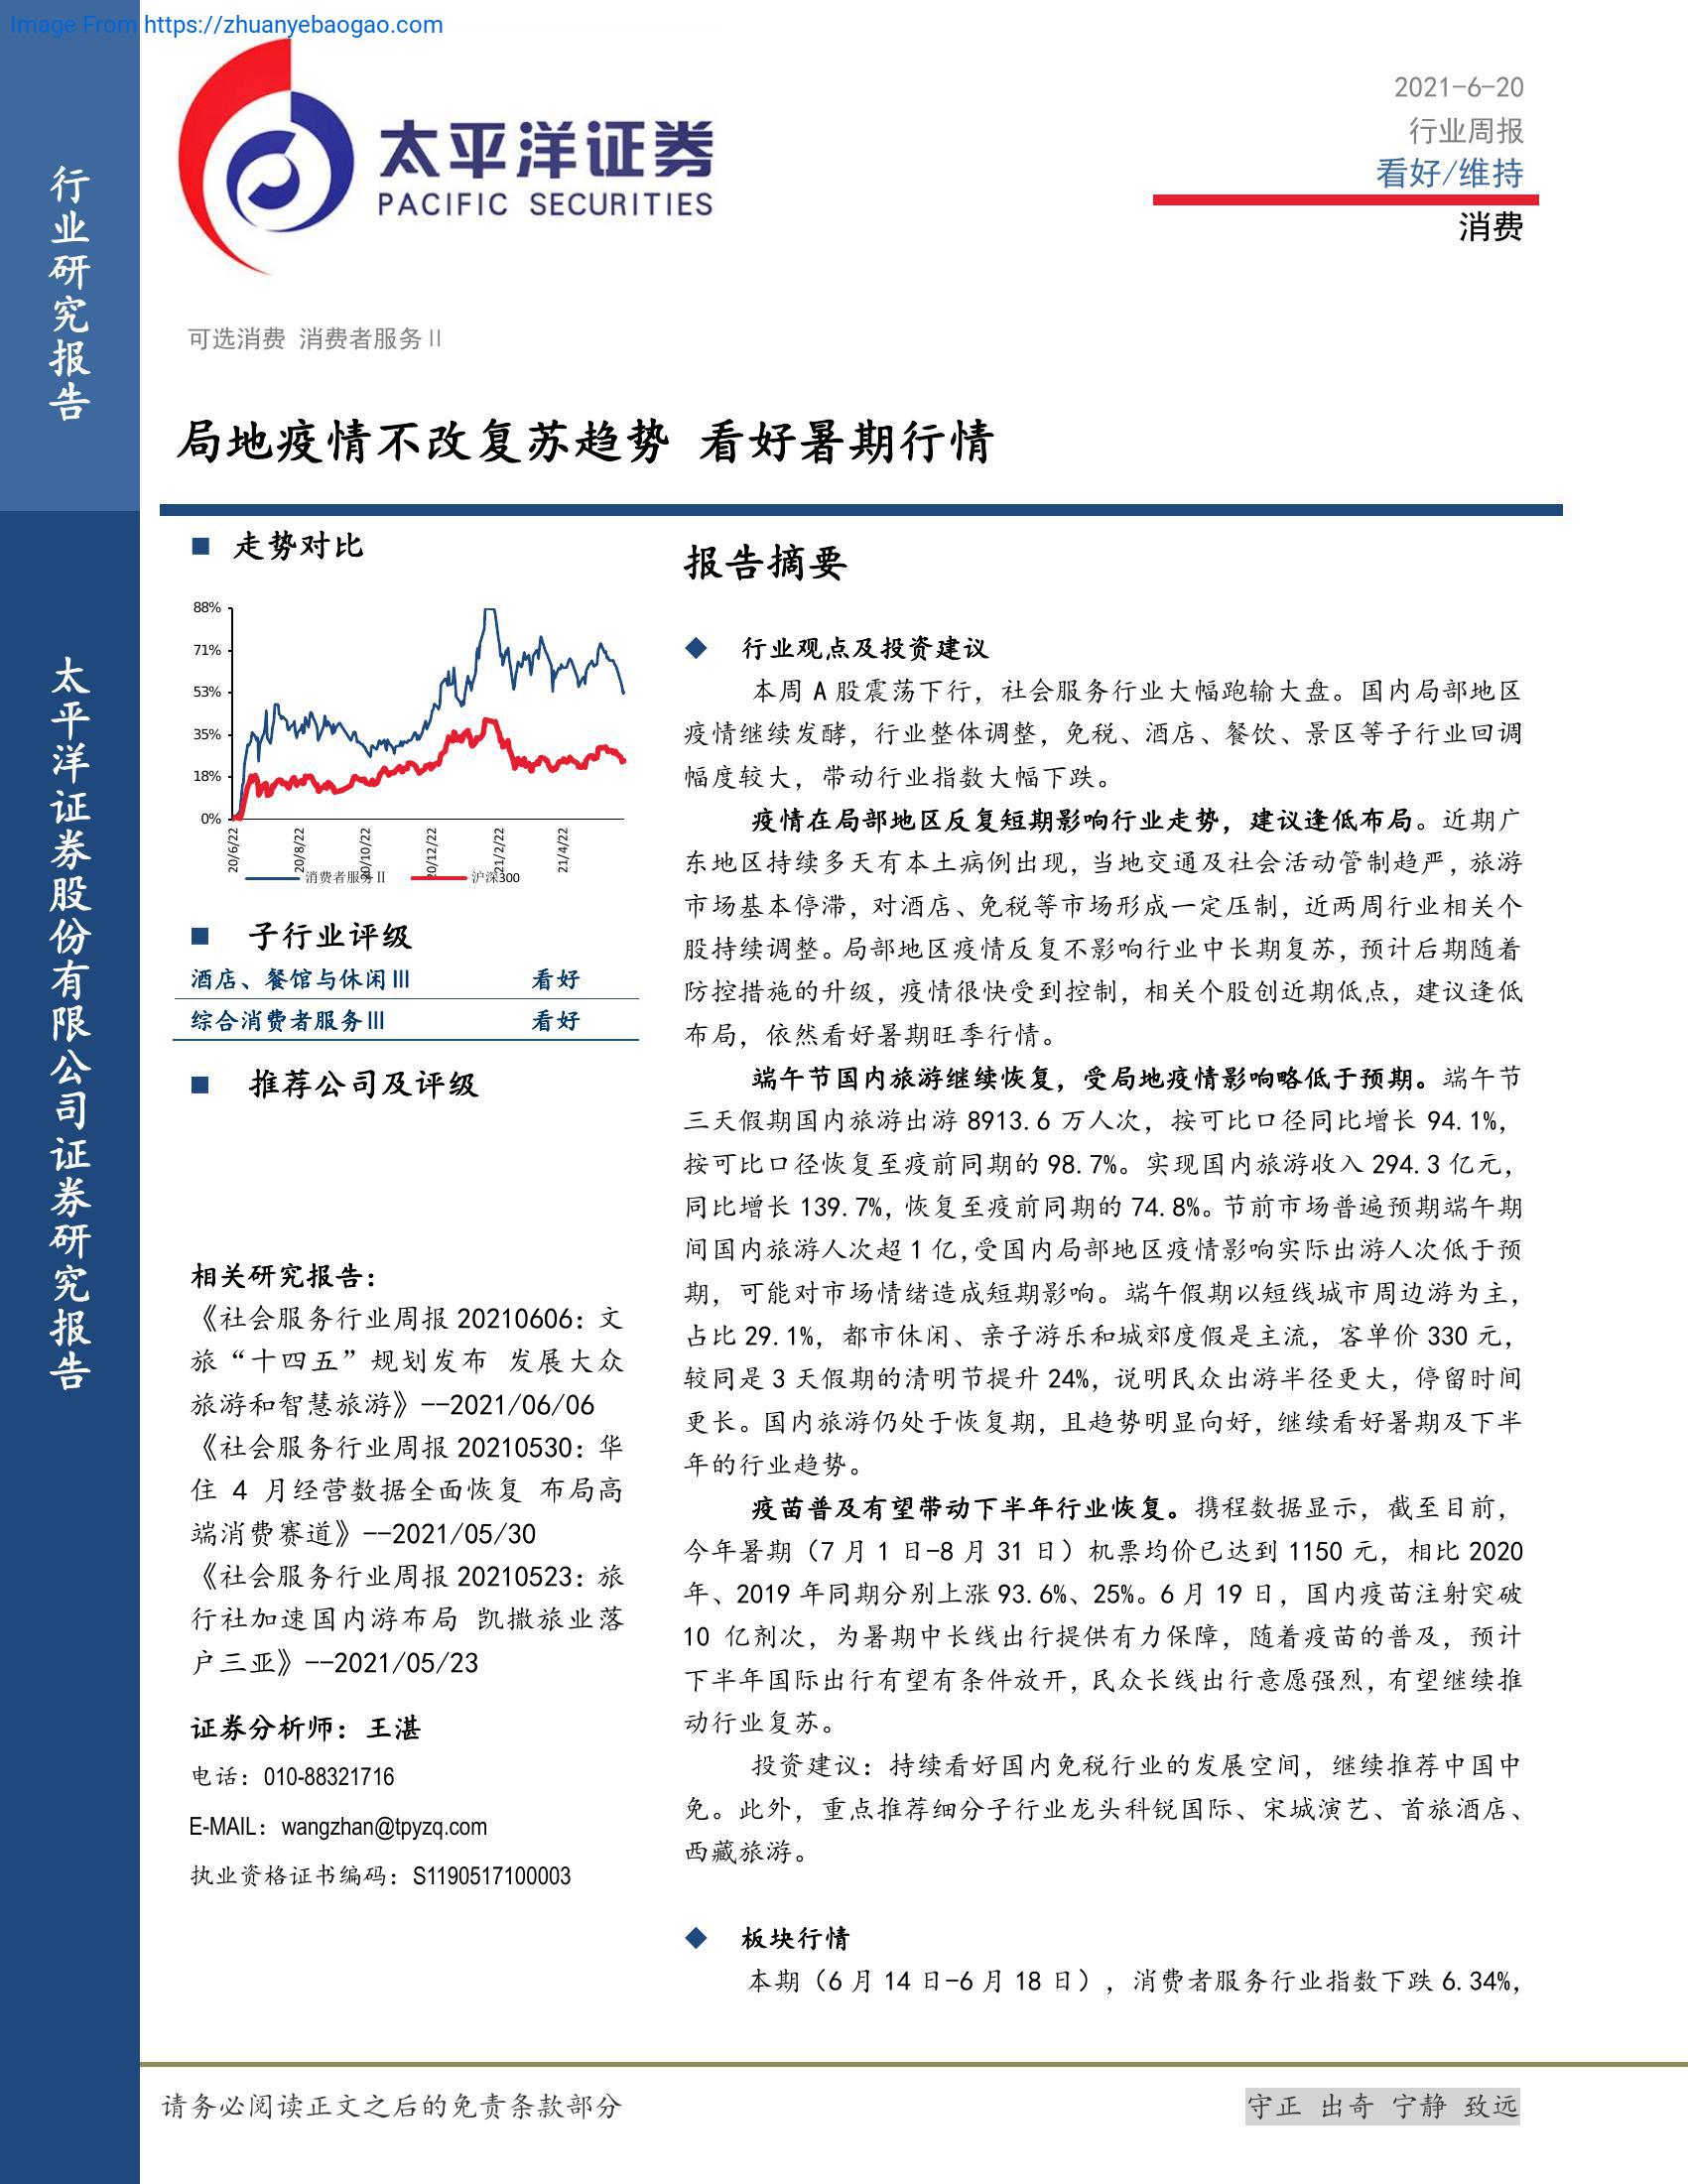 Image From https://zhuanyebaogao.com
行业研究报告
太平洋证券股份有限公司证券研究报告
太平洋证券
PACIFIC SECURITIES
2021-6-20
行业周报
看好/维持
消费
可选消费 消费者服务Ⅱ
局地疫情不改复苏趋势 看好暑期行情
■ 走势对比
88%
71%
53%
35%
18%
0%
20/6/22
20/8/22
20/10/22
20/12/22
21/2/22
21/4/22
消费者服务Ⅱ 沪深300
■ 子行业评级
酒店、餐馆与休闲Ⅲ 看好
综合消费者服务Ⅲ 看好
■ 推荐公司及评级
相关研究报告：
《社会服务行业周报 20210606：文
旅“十四五”规划发布 发展大众
旅游和智慧旅游》--2021/06/06
《社会服务行业周报 20210530：华
住 4 月经营数据全面恢复 布局高
端消费赛道》--2021/05/30
《社会服务行业周报 20210523：旅
行社加速国内游布局 凯撒旅业落
户三亚》--2021/05/23
证券分析师：王湛
电话：010-88321716
E-MAIL：wangzhan@tpyzq.com
执业资格证书编码：S1190517100003
报告摘要
◆ 行业观点及投资建议
本周 A 股震荡下行，社会服务行业大幅跑输大盘。国内局部地区
疫情继续发酵，行业整体调整，免税、酒店、餐饮、景区等子行业回调
幅度较大，带动行业指数大幅下跌。
疫情在局部地区反复短期影响行业走势，建议逢低布局。近期广
东地区持续多天有本土病例出现，当地交通及社会活动管制趋严，旅游
市场基本停滞，对酒店、免税等市场形成一定压制，近两周行业相关个
股持续调整。局部地区疫情反复不影响行业中长期复苏，预计后期随着
防控措施的升级，疫情很快受到控制，相关个股创近期低点，建议逢低
布局，依然看好暑期旺季行情。
端午节国内旅游继续恢复，受局地疫情影响略低于预期。端午节
三天假期国内旅游出游 8913.6 万人次，按可比口径同比增长 94.1%，
按可比口径恢复至疫前同期的 98.7%。实现国内旅游收入 294.3 亿元，
同比增长 139.7%，恢复至疫前同期的 74.8%。节前市场普遍预期端午期
间国内旅游人次超 1 亿，受国内局部地区疫情影响实际出游人次低于预
期，可能对市场情绪造成短期影响。端午假期以短线城市周边游为主，
占比 29.1%，都市休闲、亲子游乐和城郊度假是主流，客单价 330 元，
较同是 3 天假期的清明节提升 24%，说明民众出游半径更大，停留时间
更长。国内旅游仍处于恢复期，且趋势明显向好，继续看好暑期及下半
年的行业趋势。
疫苗普及有望带动下半年行业恢复。携程数据显示，截至目前，
今年暑期（7 月 1 日-8 月 31 日）机票均价已达到 1150 元，相比 2020
年、2019 年同期分别上涨 93.6%、25%。6 月 19 日，国内疫苗注射突破
10 亿剂次，为暑期中长线出行提供有力保障，随着疫苗的普及，预计
下半年国际出行有望有条件放开，民众长线出行意愿强烈，有望继续推
动行业复苏。
投资建议：持续看好国内免税行业的发展空间，继续推荐中国中
免。此外，重点推荐细分子行业龙头科锐国际、宋城演艺、首旅酒店、
西藏旅游。
◆ 板块行情
本期（6 月 14 日-6 月 18 日），消费者服务行业指数下跌 6.34%，
请务必阅读正文之后的免责条款部分
守正 出奇 宁静 致远